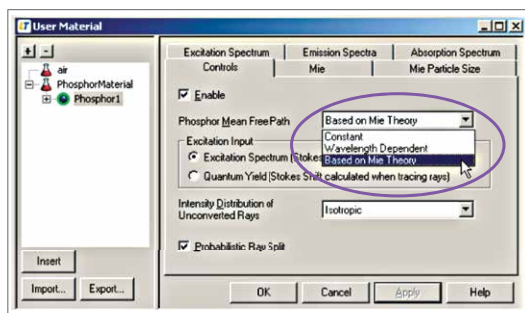 User Material
+ -
air
PhosphorMaterial
Phosphor1
Insert
Import... Export...
Excitation Spectrum Emission Spectra Absorption Spectrum
Controls Mie Mie Particle Size
Enable
Phosphor Mean Free Path Based on Mie Theory
Constant
Wavelength Dependent
Based on Mie Theory
Excitation Input
Excitation Spectrum (Stokes
Quantum Yield (Stokes Shift calculated when tracing rays)
Intensity Distribution of
Unconverted Rays
Isotropic
Probabilistic Ray Split
OK Cancel Apply Help